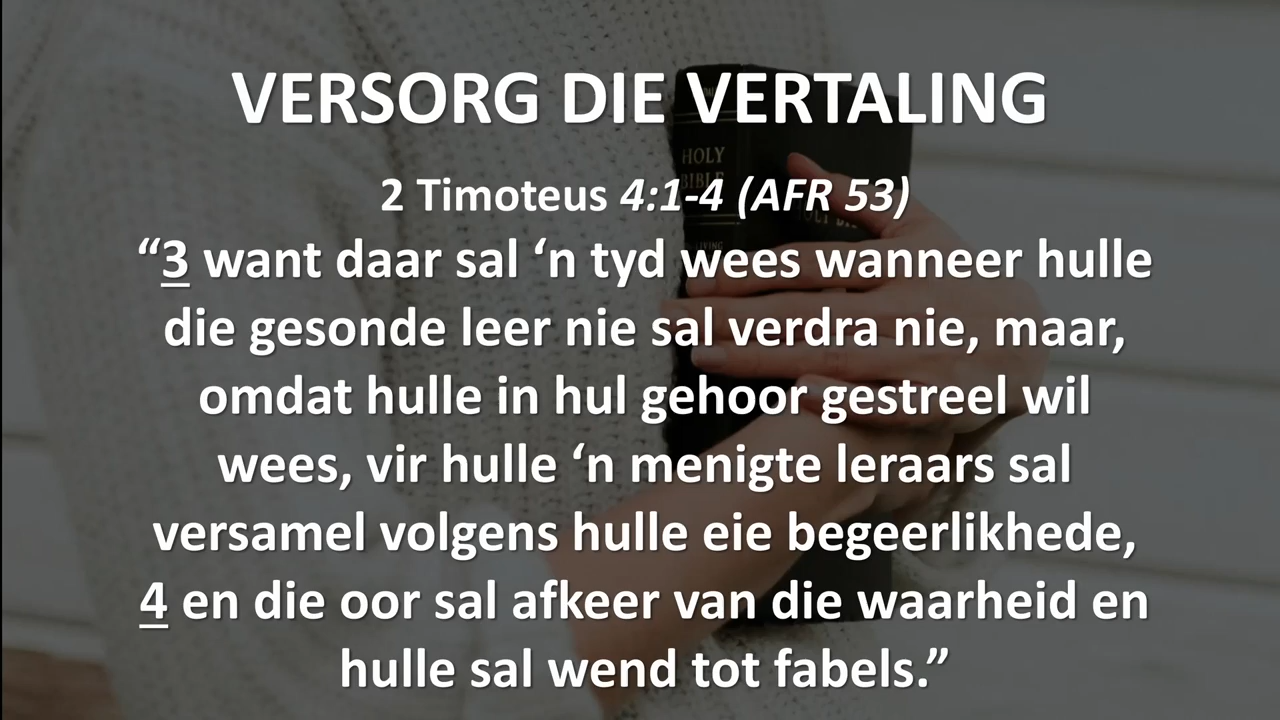 VERSORG DIE VERTALING
2 Timoteus 4:1-4 (AFR 53)
“3 want daar sal ‘n tyd wees wanneer hulle
die gesonde leer nie sal verdra nie, maar,
omdat hulle in hul gehoor gestreel wil
wees, vir hulle ‘n menigte leraars sal
versamel volgens hulle eie begeerlikhede,
4 en die oor sal afkeer van die waarheid en
hulle sal wend tot fabels.”
HOLY
BIBLE